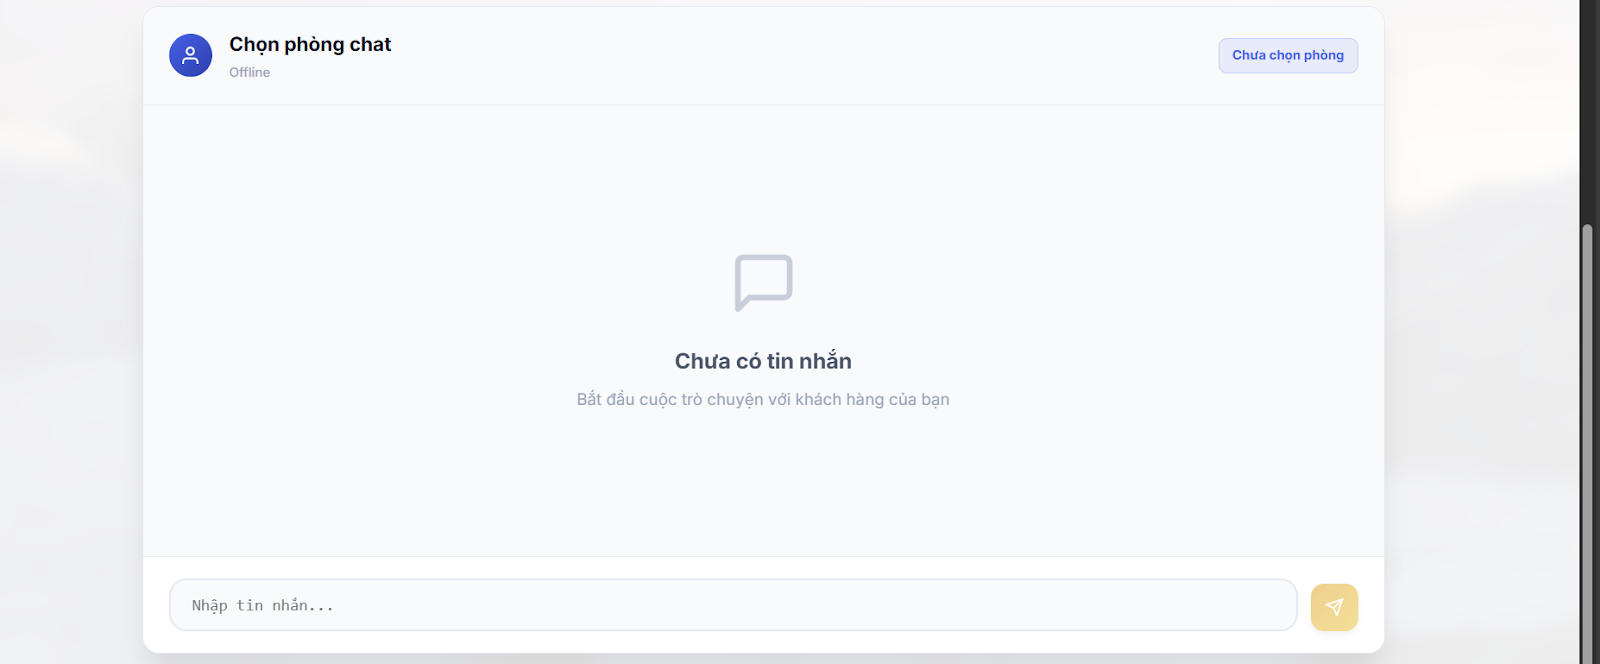 Chọn phòng chat
Offline
Chưa chọn phòng
Chưa có tin nhắn
Bắt đầu cuộc trò chuyện với khách hàng của bạn
Nhập tin nhắn...